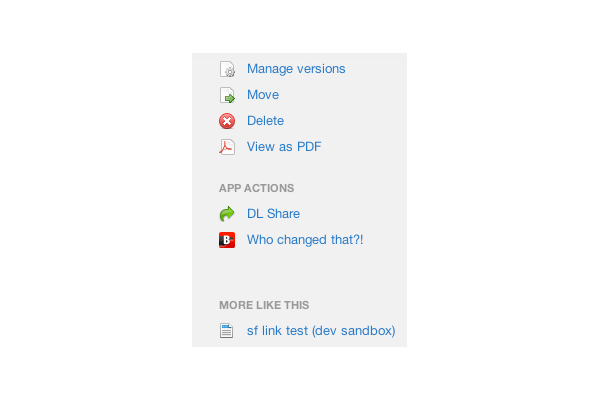 Manage versions
Move
Delete
View as PDF
APP ACTIONS
DL Share
B
Who changed that?!
MORE LIKE THIS
sf link test (dev sandbox)